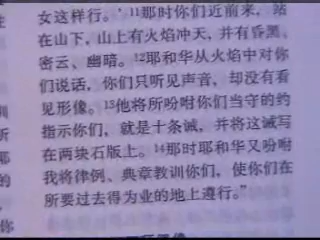 女这样行。’¹¹那时你们近前来，站
在山下，山上有火焰冲天，并有昏黑、
密云、幽暗。¹²耶和华从火焰中对你
们说话，你们只听见声音，却没有看
见形像。¹³他将所吩咐你们当守的约
指示你们，就是十条诫，并将这诫写
在两块石版上。¹⁴那时耶和华又吩咐
我将律例、典章教训你们，使你们在
所要过去得为业的地上遵行。”